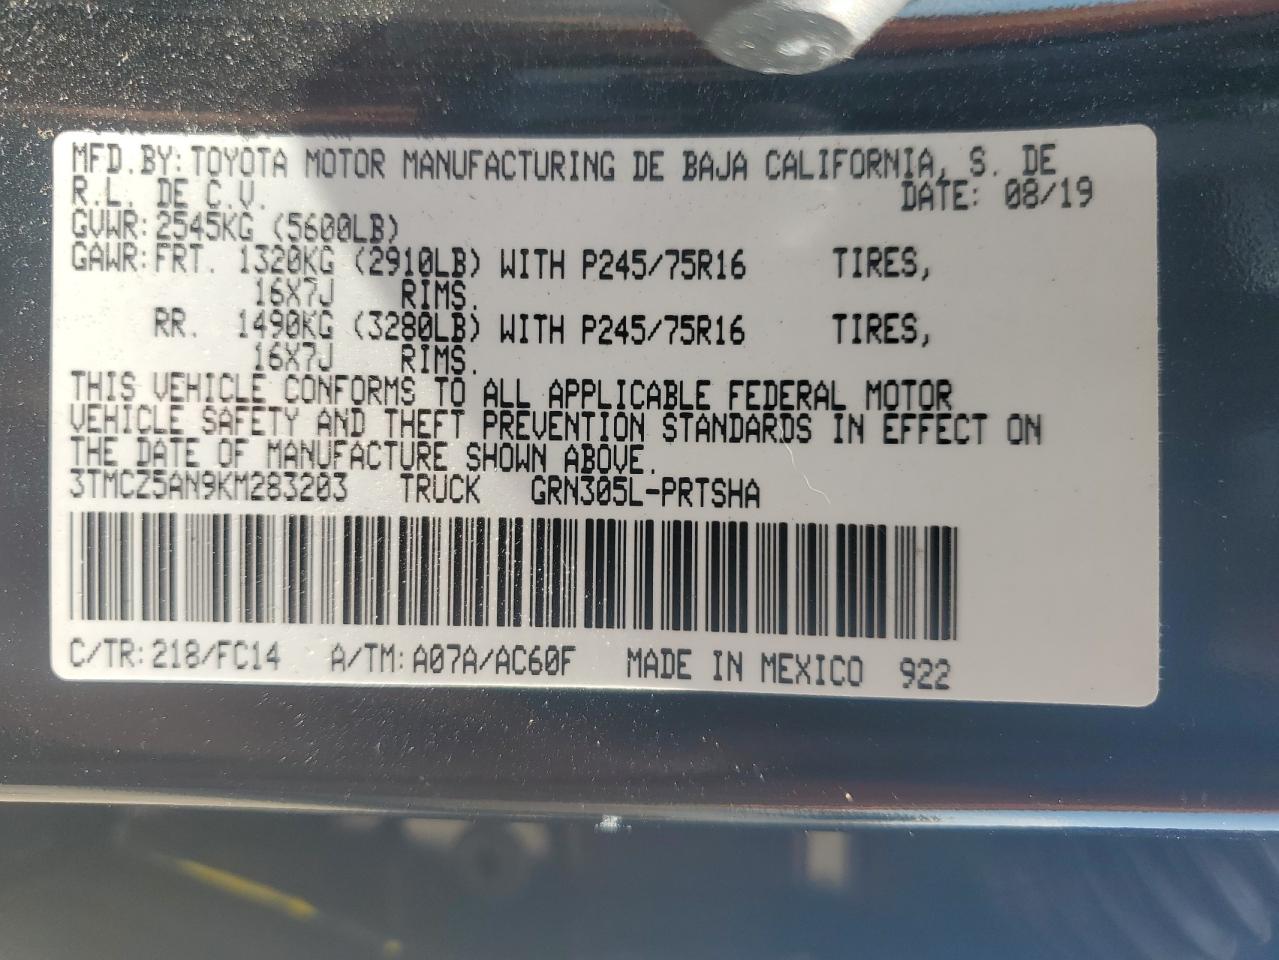 MFD.BY: TOYOTA MOTOR MANUFACTURING DE BAJA CALIFORNIA, S. DE
R.L. DE C.V. DATE: 08/19
GVWR: 2545KG (5600LB)
GAWR: FRT. 1320KG (2910LB) WITH P245/75R16 TIRES,
16X7J RIMS.
RR. 1490KG (3280LB) WITH P245/75R16 TIRES,
16X7J RIMS.
THIS VEHICLE CONFORMS TO ALL APPLICABLE FEDERAL MOTOR
VEHICLE SAFETY AND THEFT PREVENTION STANDARDS IN EFFECT ON
THE DATE OF MANUFACTURE SHOWN ABOVE.
3TMCZ5AN9KM283203 TRUCK GRN305L-PRTSHA
C/TR: 218/FC14 A/TM: A07A/AC60F MADE IN MEXICO 922